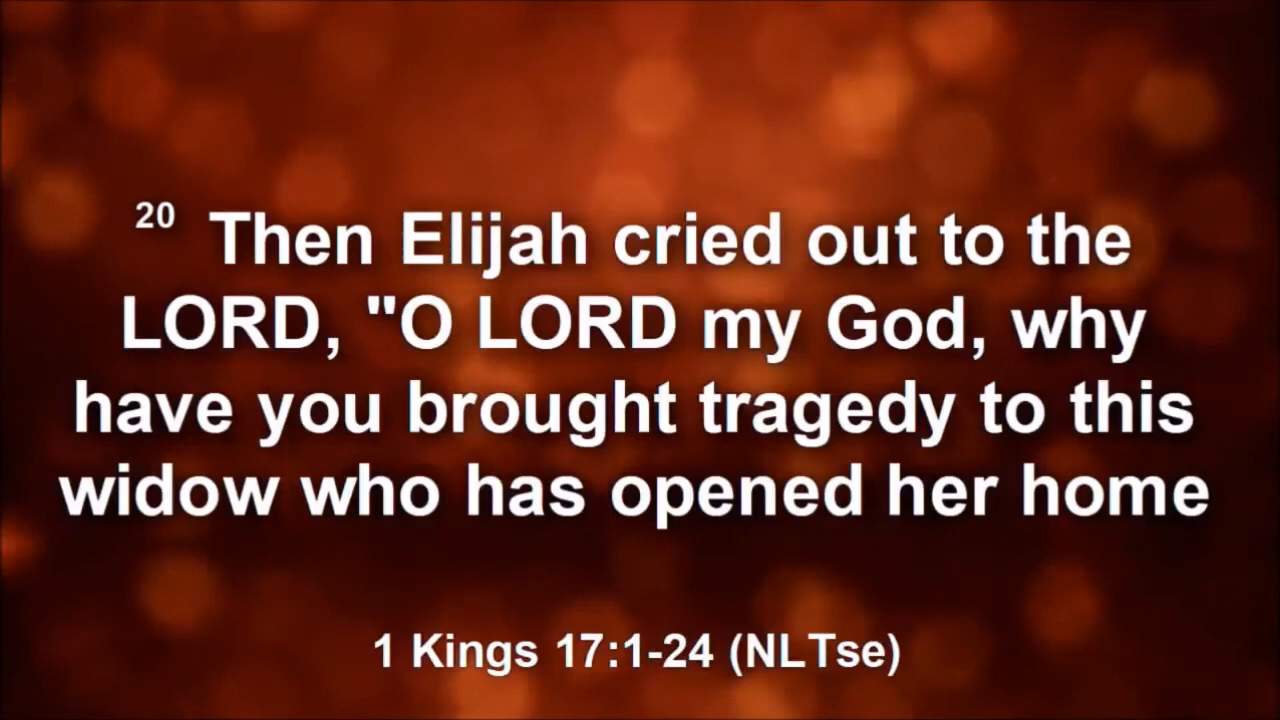 20 Then Elijah cried out to the
LORD, "O LORD my God, why
have you brought tragedy to this
widow who has opened her home
1 Kings 17:1-24 (NLTse)